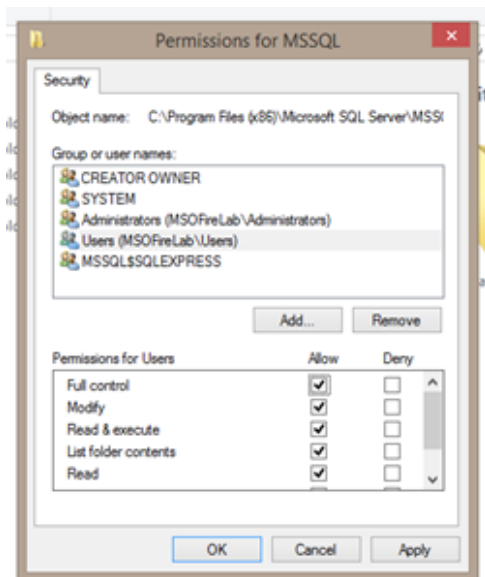 Permissions for MSSQL
Security
Object name: C:\Program Files (x86)\Microsoft SQL Server\MSS
Group or user names:
CREATOR OWNER
SYSTEM
Administrators (MSOFireLab\Administrators)
Users (MSOFireLab\Users)
MSSQL$SQLEXPRESS
Add... Remove
Permissions for Users Allow Deny
Full control
Modify
Read & execute
List folder contents
Read
OK Cancel Apply